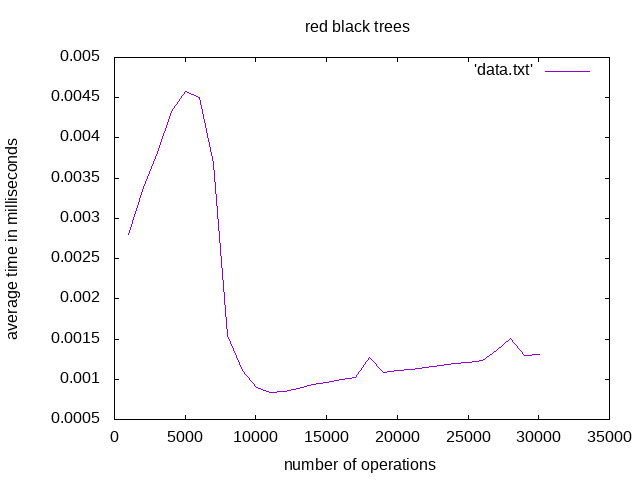 red black trees
'data.txt'
average time in milliseconds
0.005
0.0045
0.004
0.0035
0.003
0.0025
0.002
0.0015
0.001
0.0005
0 5000 10000 15000 20000 25000 30000 35000
number of operations